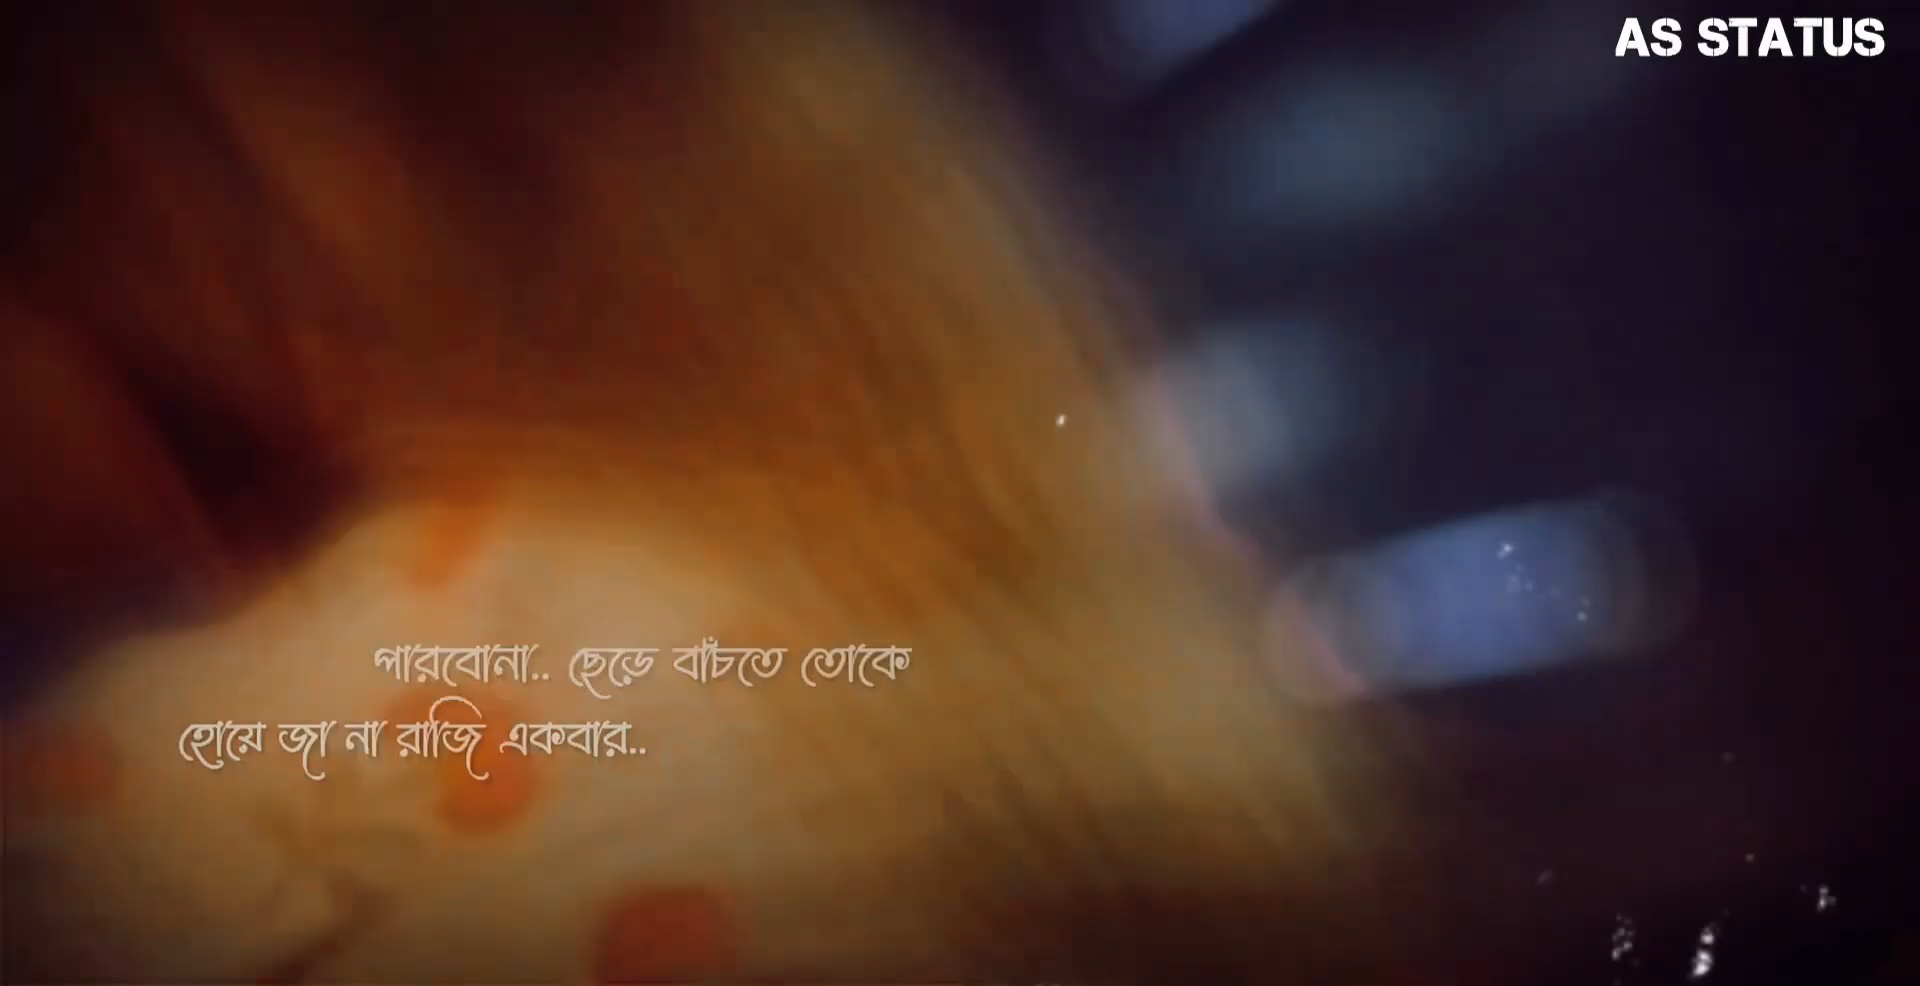 AS STATUS
পারবোনা.. ছেড়ে বাঁচতে তোকে
হোয়ে জা না রাজি একবার..